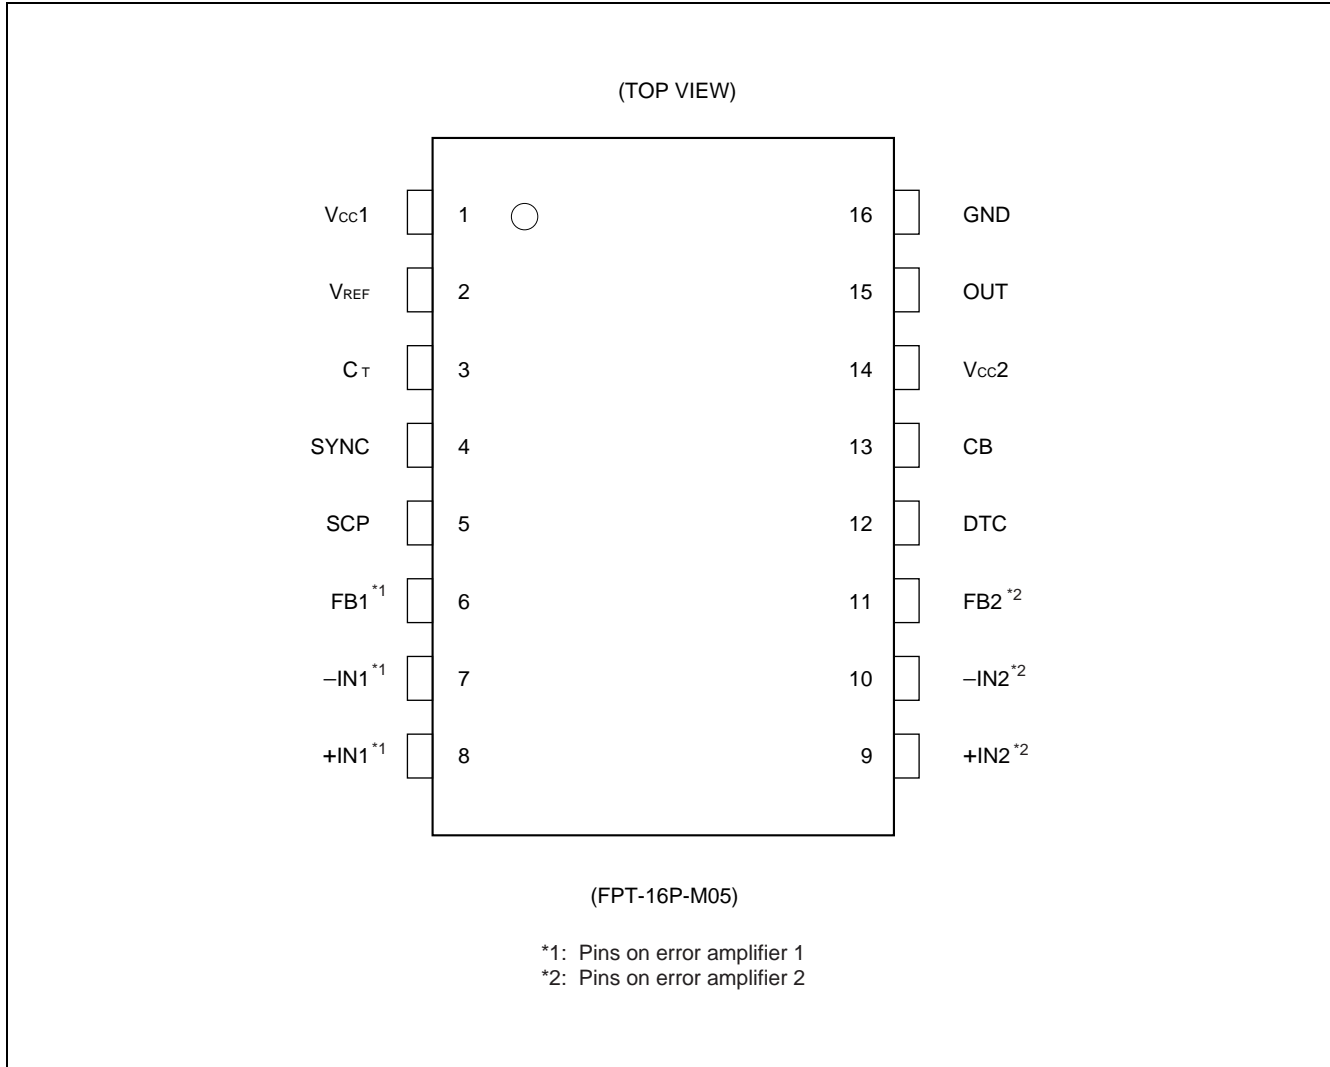 (TOP VIEW)
Vcc1 1 16 GND
VREF 2 15 OUT
CT 3 14 Vcc2
SYNC 4 13 CB
SCP 5 12 DTC
FB1*1 6 11 FB2*2
–IN1*1 7 10 –IN2*2
+IN1*1 8 9 +IN2*2
(FPT-16P-M05)
*1: Pins on error amplifier 1
*2: Pins on error amplifier 2